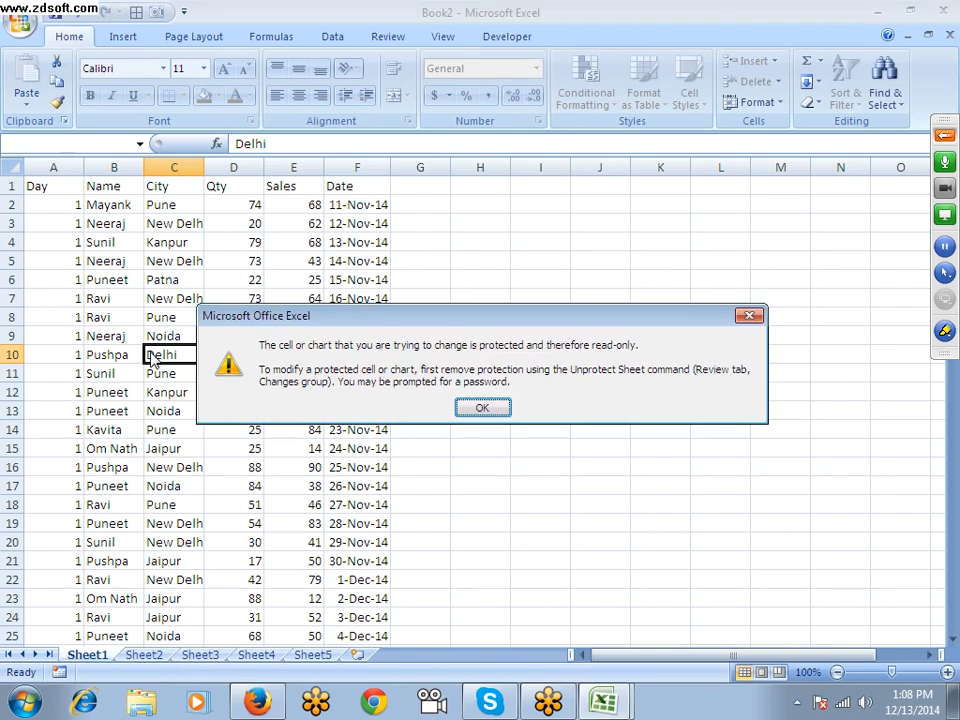 www.zdsoft.com
Book2 - Microsoft Excel
Home Insert Page Layout Formulas Data Review View Developer
Paste
Calibri 11
General
B I U
$ % ,
Conditional Formatting
Format as Table
Cell Styles
Insert
Delete
Format
Sort & Filter
Find & Select
Clipboard Font Alignment Number Styles Cells Editing
fx Delhi
A B C D E F G H I J K L M N O
1 Day Name City Qty Sales Date
2 1 Mayank Pune 74 68 11-Nov-14
3 1 Neeraj New Delh 20 62 12-Nov-14
4 1 Sunil Kanpur 79 68 13-Nov-14
5 1 Neeraj New Delh 73 43 14-Nov-14
6 1 Puneet Patna 22 25 15-Nov-14
7 1 Ravi New Delh 73 64 16-Nov-14
8 1 Ravi Pune
9 1 Neeraj Noida
10 1 Pushpa Delhi
11 1 Sunil Pune
12 1 Puneet Kanpur
13 1 Puneet Noida
14 1 Kavita Pune 25 84 23-Nov-14
15 1 Om Nath Jaipur 25 14 24-Nov-14
16 1 Pushpa New Delh 88 90 25-Nov-14
17 1 Puneet Noida 84 38 26-Nov-14
18 1 Ravi Pune 51 46 27-Nov-14
19 1 Puneet New Delh 54 83 28-Nov-14
20 1 Sunil New Delh 30 41 29-Nov-14
21 1 Pushpa Jaipur 17 50 30-Nov-14
22 1 Ravi New Delh 42 79 1-Dec-14
23 1 Om Nath Jaipur 88 12 2-Dec-14
24 1 Ravi Jaipur 31 52 3-Dec-14
25 1 Puneet Noida 68 50 4-Dec-14
Microsoft Office Excel
The cell or chart that you are trying to change is protected and therefore read-only.
To modify a protected cell or chart, first remove protection using the Unprotect Sheet command (Review tab,
Changes group). You may be prompted for a password.
OK
Sheet1 Sheet2 Sheet3 Sheet4 Sheet5
Ready 100%
1:08 PM
12/13/2014